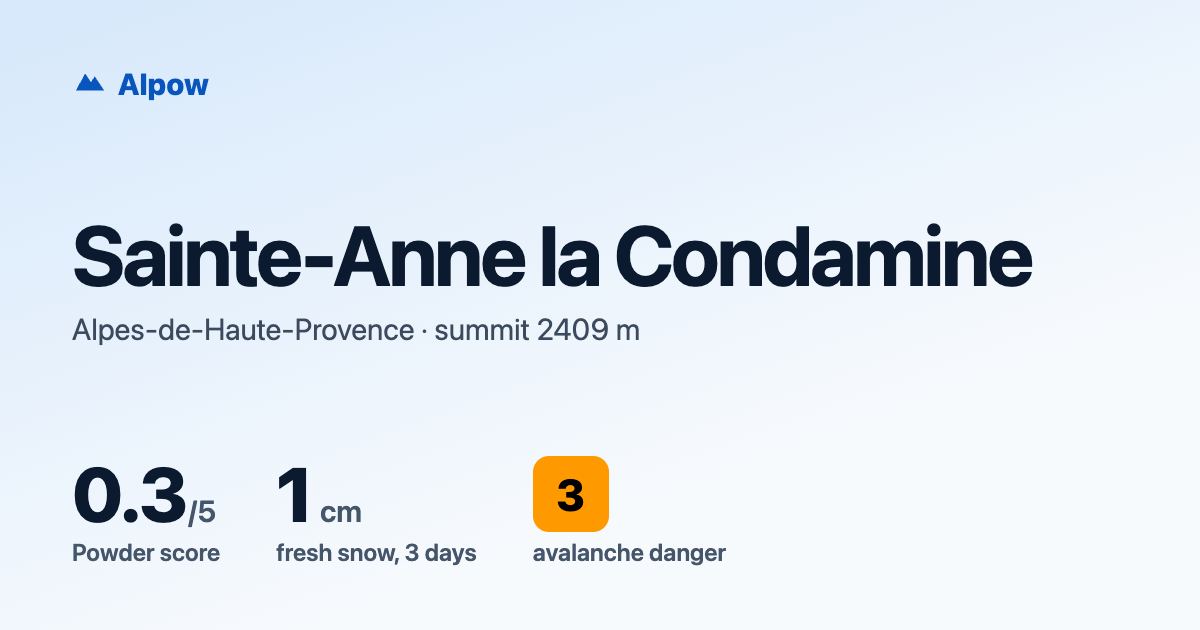 Alpow
Sainte-Anne la Condamine
Alpes-de-Haute-Provence · summit 2409 m
0.3/5 1 cm 3
Powder score fresh snow, 3 days avalanche danger